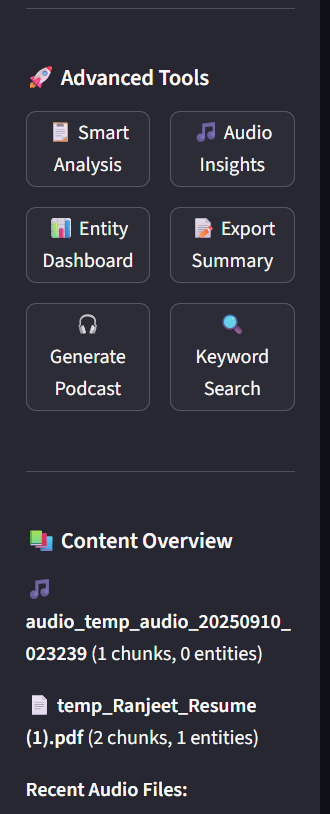 🚀 Advanced Tools
📋 Smart
Analysis
🎵 Audio
Insights
📊 Entity
Dashboard
📝 Export
Summary
🎧
Generate
Podcast
🔍
Keyword
Search
📚 Content Overview
🎵
audio_temp_audio_20250910_
023239 (1 chunks, 0 entities)
📄 temp_Ranjeet_Resume
(1).pdf (2 chunks, 1 entities)
Recent Audio Files: